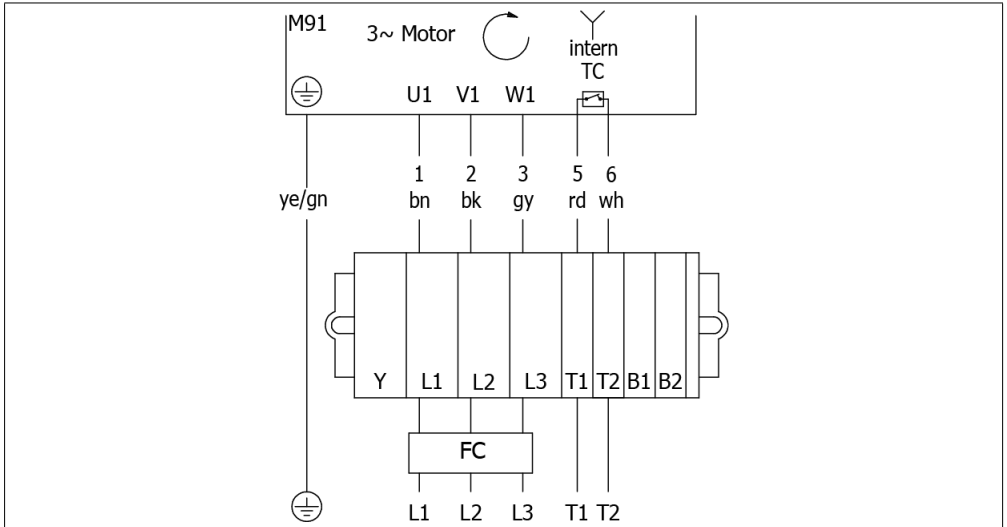 M91
3~ Motor
intern
TC
U1 V1 W1
1 2 3 5 6
ye/gn bn bk gy rd wh
Y L1 L2 L3 T1 T2 B1 B2
FC
L1 L2 L3 T1 T2